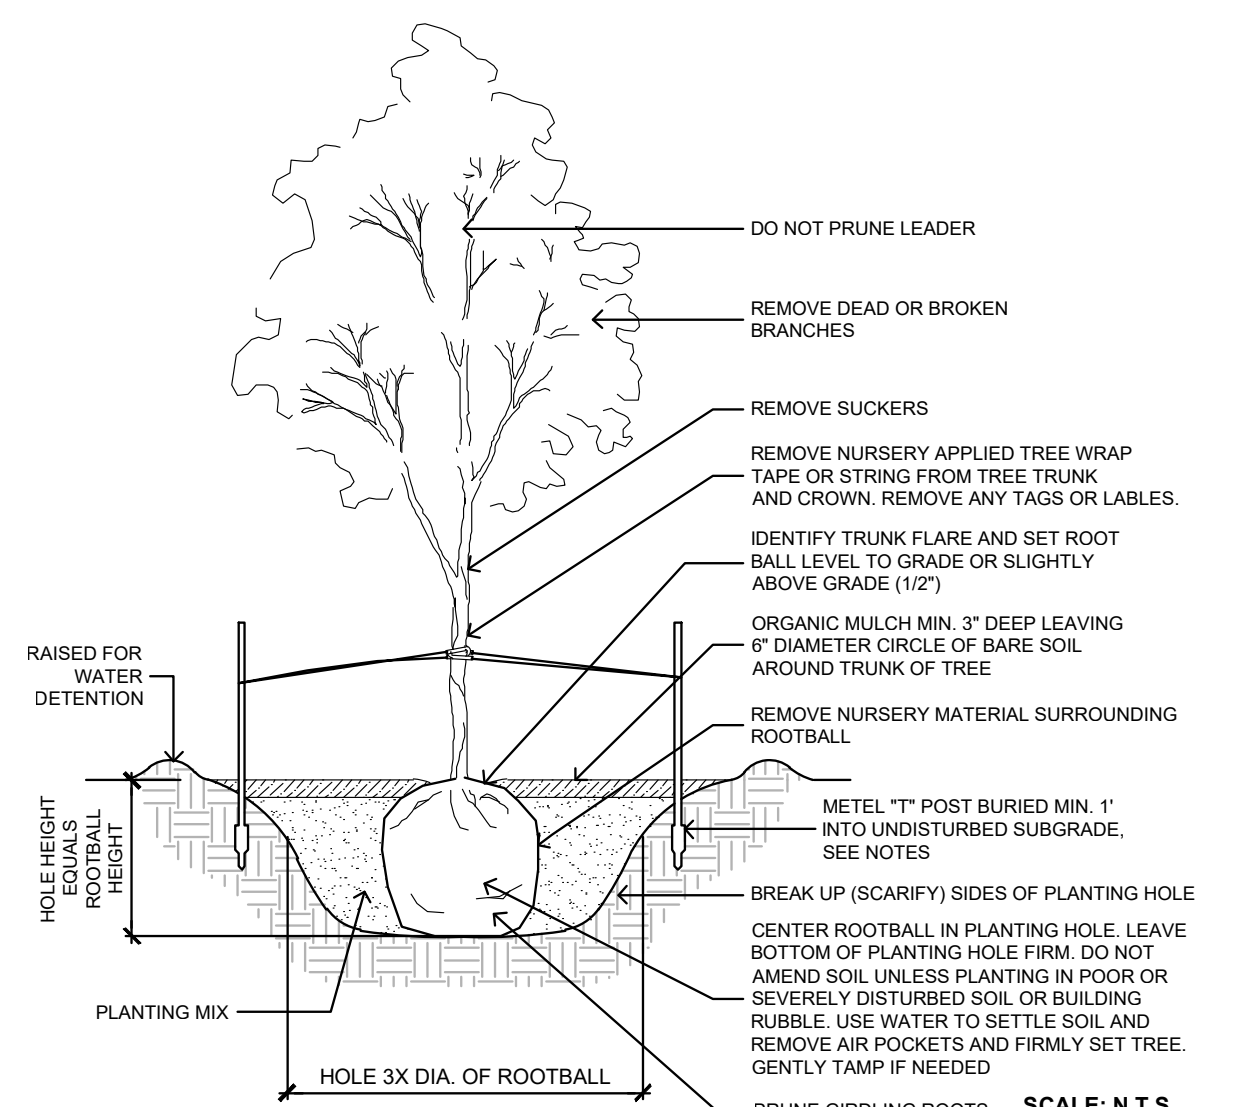 DO NOT PRUNE LEADER
REMOVE DEAD OR BROKEN
BRANCHES
REMOVE SUCKERS
REMOVE NURSERY APPLIED TREE WRAP
TAPE OR STRING FROM TREE TRUNK
AND CROWN. REMOVE ANY TAGS OR LABLES.
IDENTIFY TRUNK FLARE AND SET ROOT
BALL LEVEL TO GRADE OR SLIGHTLY
ABOVE GRADE (1/2")
ORGANIC MULCH MIN. 3" DEEP LEAVING
6" DIAMETER CIRCLE OF BARE SOIL
AROUND TRUNK OF TREE
RAISED FOR
WATER
DETENTION
REMOVE NURSERY MATERIAL SURROUNDING
ROOTBALL
HOLE HEIGHT
EQUALS
ROOTBALL
HEIGHT
METEL "T" POST BURIED MIN. 1'
INTO UNDISTURBED SUBGRADE,
SEE NOTES
BREAK UP (SCARIFY) SIDES OF PLANTING HOLE
CENTER ROOTBALL IN PLANTING HOLE. LEAVE
BOTTOM OF PLANTING HOLE FIRM. DO NOT
AMEND SOIL UNLESS PLANTING IN POOR OR
SEVERELY DISTURBED SOIL OR BUILDING
RUBBLE. USE WATER TO SETTLE SOIL AND
REMOVE AIR POCKETS AND FIRMLY SET TREE.
GENTLY TAMP IF NEEDED
PLANTING MIX
HOLE 3X DIA. OF ROOTBALL
PRUNE GIRDLING ROOTS
SCALE: N.T.S.